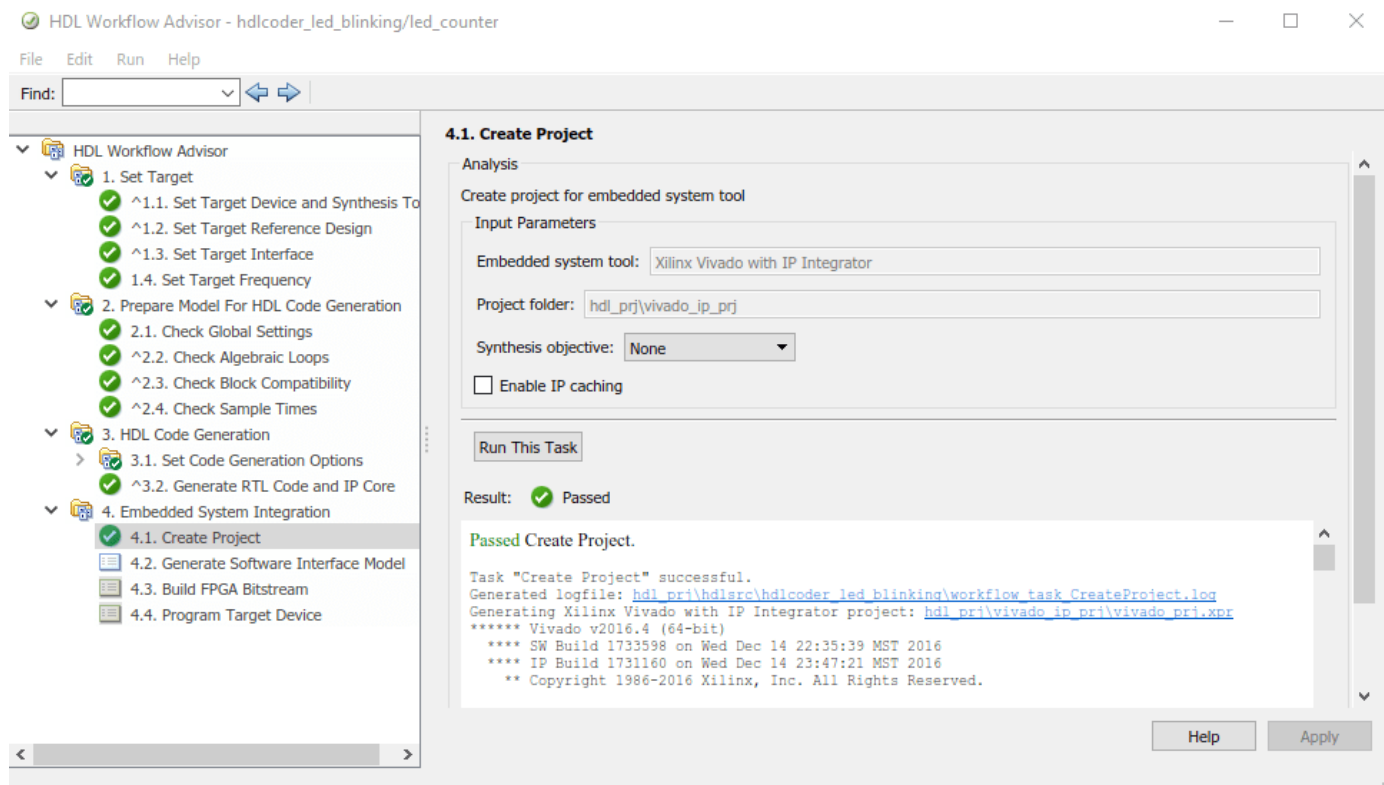 HDL Workflow Advisor - hdlcoder_led_blinking/led_counter
File Edit Run Help
Find:
HDL Workflow Advisor
1. Set Target
^1.1. Set Target Device and Synthesis To
^1.2. Set Target Reference Design
^1.3. Set Target Interface
1.4. Set Target Frequency
2. Prepare Model For HDL Code Generation
2.1. Check Global Settings
^2.2. Check Algebraic Loops
^2.3. Check Block Compatibility
^2.4. Check Sample Times
3. HDL Code Generation
3.1. Set Code Generation Options
^3.2. Generate RTL Code and IP Core
4. Embedded System Integration
4.1. Create Project
4.2. Generate Software Interface Model
4.3. Build FPGA Bitstream
4.4. Program Target Device
4.1. Create Project
Analysis
Create project for embedded system tool
Input Parameters
Embedded system tool: Xilinx Vivado with IP Integrator
Project folder: hdl_prj\vivado_ip_prj
Synthesis objective: None
Enable IP caching
Run This Task
Result: Passed
Passed Create Project.
Task "Create Project" successful.
Generated logfile: hdl_prj\hdlsrc\hdlcoder_led_blinking\workflow_task_CreateProject.log
Generating Xilinx Vivado with IP Integrator project: hdl_prj\vivado_ip_prj\vivado_prj.xpr
****** Vivado v2016.4 (64-bit)
**** SW Build 1733598 on Wed Dec 14 22:35:39 MST 2016
**** IP Build 1731160 on Wed Dec 14 23:47:21 MST 2016
** Copyright 1986-2016 Xilinx, Inc. All Rights Reserved.
Help Apply